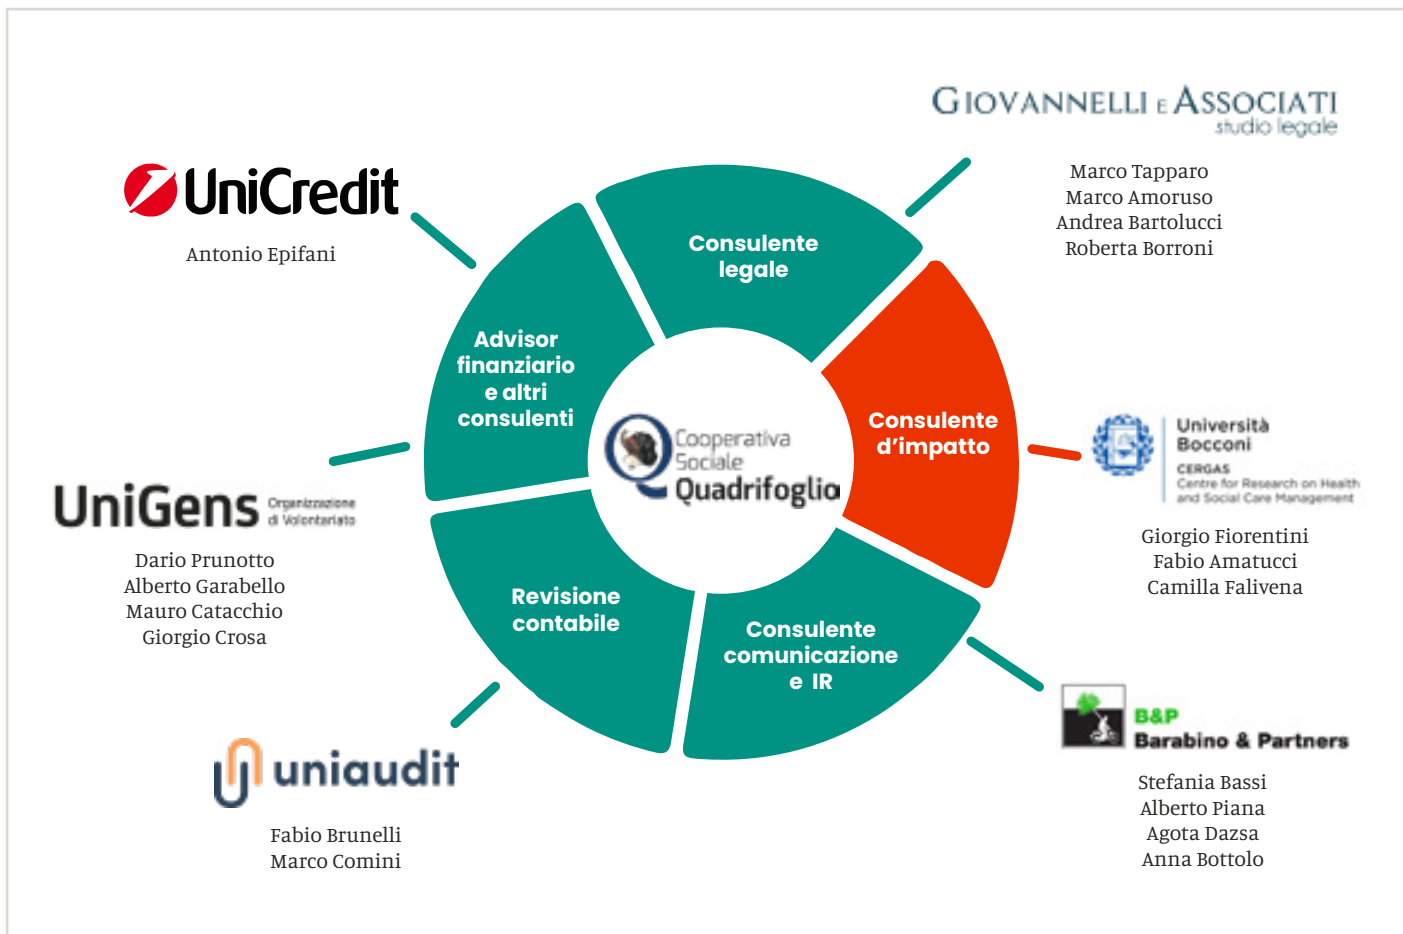 GIOVANNELLI E ASSOCIATI
studio legale
Marco Tapparo
Marco Amoruso
Andrea Bartolucci
Roberta Borroni
UniCredit
Antonio Epifani
Consulente
legale
Advisor
finanziario
e altri
consulenti
Consulente
d'impatto
Cooperativa
Sociale
Quadrifoglio
Università
Bocconi
CERGAS
Centre for Research on Health
and Social Care Management
Giorgio Fiorentini
Fabio Amatucci
Camilla Falivena
UniGens
Organizzazione
di Volontariato
Dario Prunotto
Alberto Garabello
Mauro Catacchio
Giorgio Crosa
Revisione
contabile
Consulente
comunicazione
e IR
B&P
Barabino & Partners
Stefania Bassi
Alberto Piana
Agota Dazsa
Anna Bottolo
uniaudit
Fabio Brunelli
Marco Comini